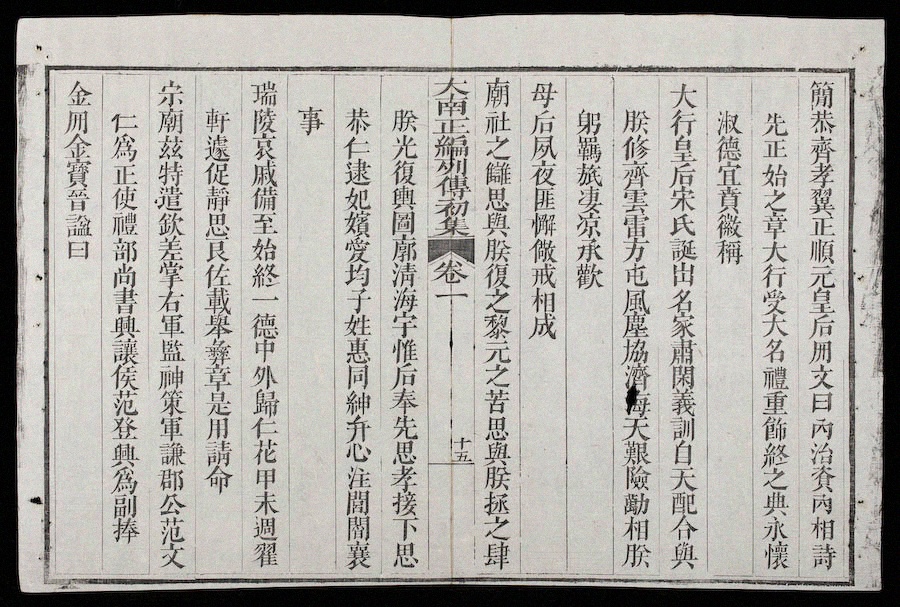 簡恭齊孝翼正順元皇后冊文曰內治資內相詩
先正始之章大行受大名禮重飾終之典永懷
淑德宜賁徽稱
大行皇后宋氏誕出名家肅閑義訓自天配合與
朕修齊雲雷方屯風塵協濟海天艱險勵相朕
躬羈旅凄凉承歡
母后夙夜匪懈儆戒相成
廟社之讎思與朕復之黎元之苦思與朕拯之肆
大南正編列傳初集 卷一 十五
朕光復輿圖廓清海宇惟后奉先思孝接下思
恭仁逮妃嬪愛均子姓惠同紳弁心注閭閻襄
事
瑞陵哀戚備至始終一德中外歸仁花甲未週翟
軒遽促靜思良佐載舉彝章是用請命
宗廟茲特遣欽差掌右軍監神策軍謙郡公范文
仁為正使禮部尚書興讓侯范登興為副捧
金冊金寶晉謚曰